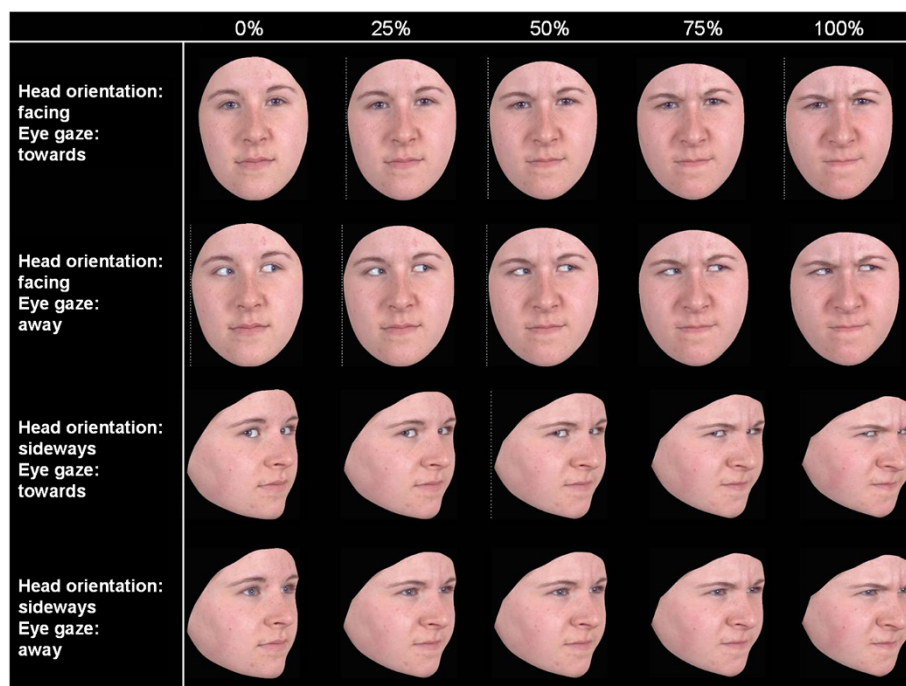 0% 25% 50% 75% 100%
Head orientation:
facing
Eye gaze:
towards
Head orientation:
facing
Eye gaze:
away
Head orientation:
sideways
Eye gaze:
towards
Head orientation:
sideways
Eye gaze:
away